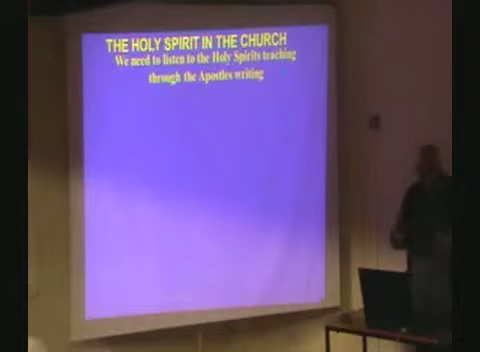 THE HOLY SPIRIT IN THE CHURCH
We need to listen to the Holy Spirits teaching
through the Apostles writing